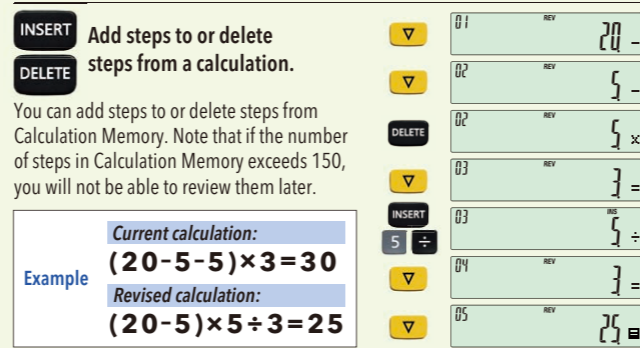 INSERT
DELETE
Add steps to or delete
steps from a calculation.
You can add steps to or delete steps from
Calculation Memory. Note that if the number
of steps in Calculation Memory exceeds 150,
you will not be able to review them later.
Example
Current calculation:
(20-5-5)×3=30
Revised calculation:
(20-5)×5÷3=25
01 REV 20. -
02 REV 5. -
DELETE 02 REV 5. ×
03 REV 3. =
INSERT 5 ÷ 03 INS 5. ÷
04 REV 3. =
05 REV 25. =